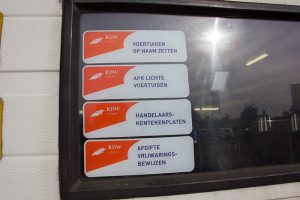 RDW
VOERTUIGEN
OP NAAM ZETTEN
RDW
APK LICHTE
VOERTUIGEN
RDW
HANDELAARS-
KENTEKENPLATEN
RDW
AFGIFTE
VRIJWARINGS-
BEWIJZEN